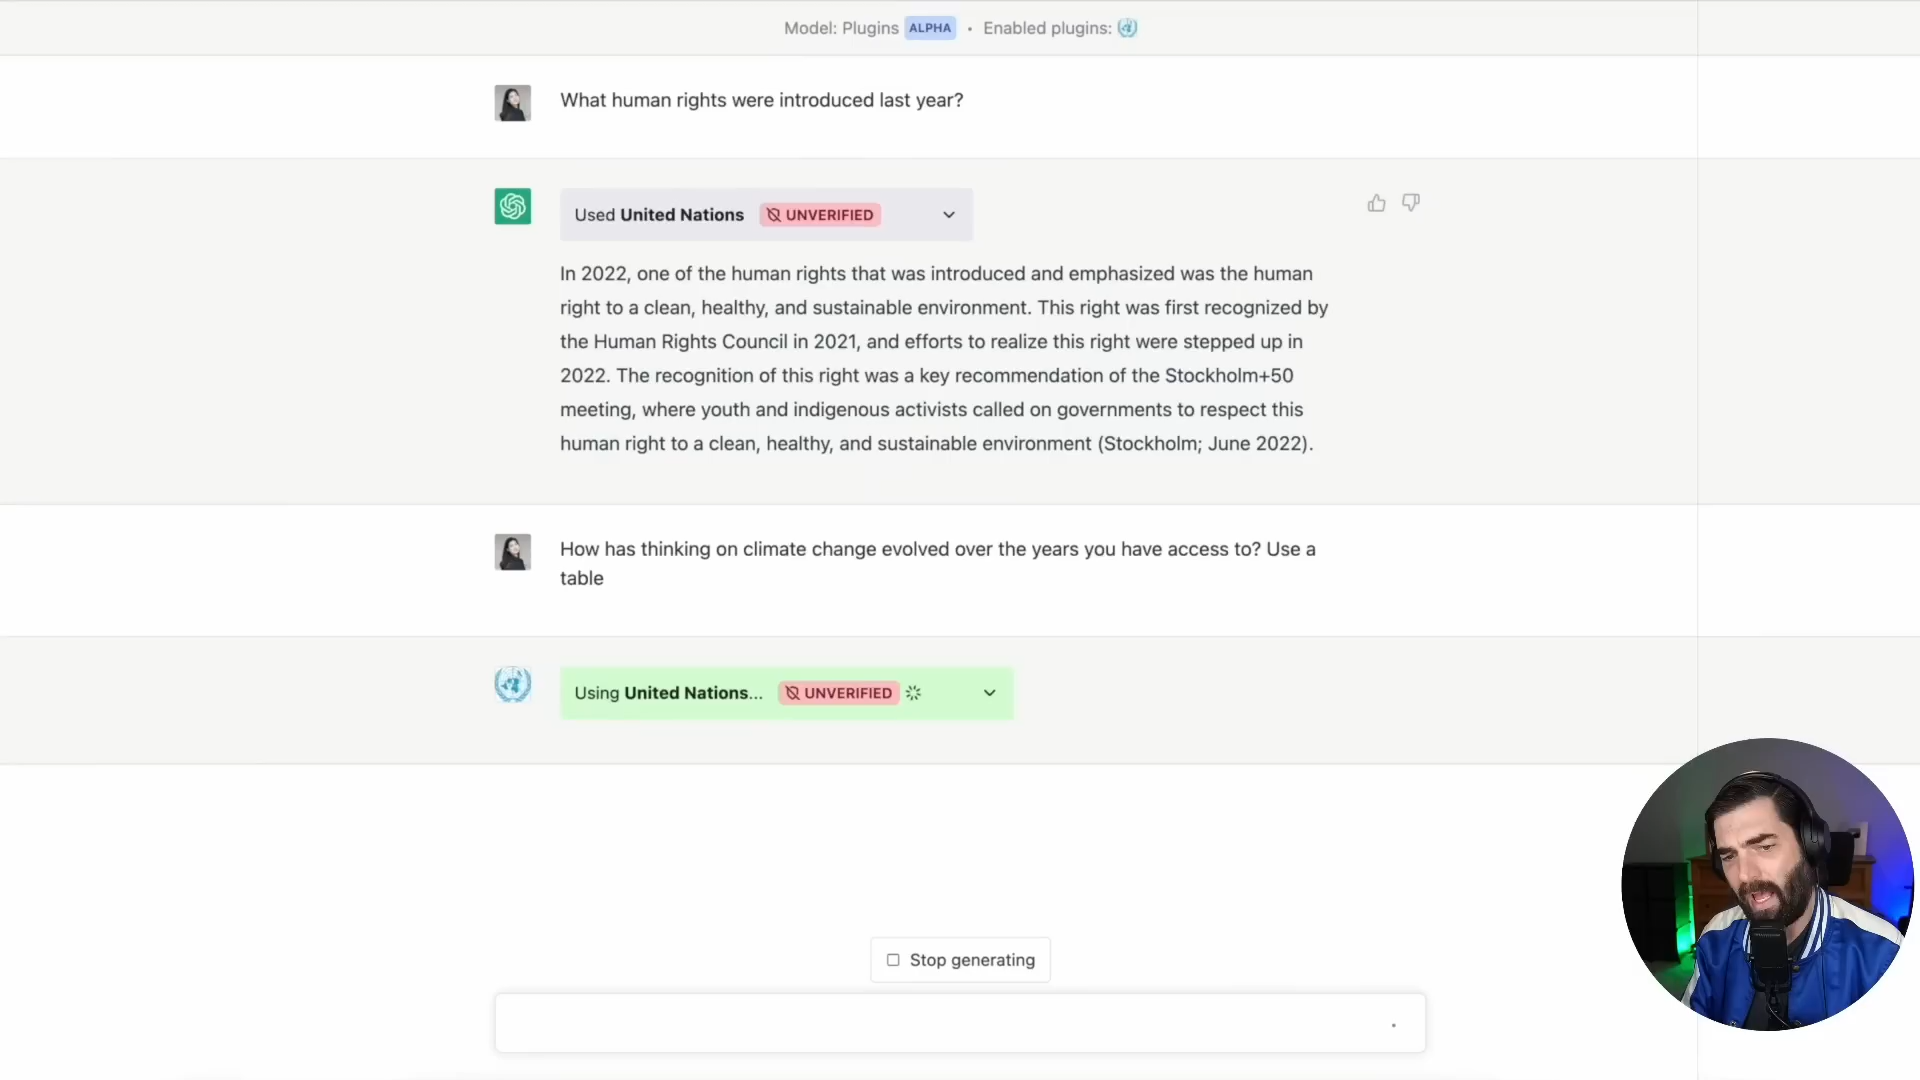 Model: Plugins ALPHA • Enabled plugins:
What human rights were introduced last year?
Used United Nations UNVERIFIED
In 2022, one of the human rights that was introduced and emphasized was the human
right to a clean, healthy, and sustainable environment. This right was first recognized by
the Human Rights Council in 2021, and efforts to realize this right were stepped up in
2022. The recognition of this right was a key recommendation of the Stockholm+50
meeting, where youth and indigenous activists called on governments to respect this
human right to a clean, healthy, and sustainable environment (Stockholm; June 2022).
How has thinking on climate change evolved over the years you have access to? Use a
table
Using United Nations... UNVERIFIED
Stop generating